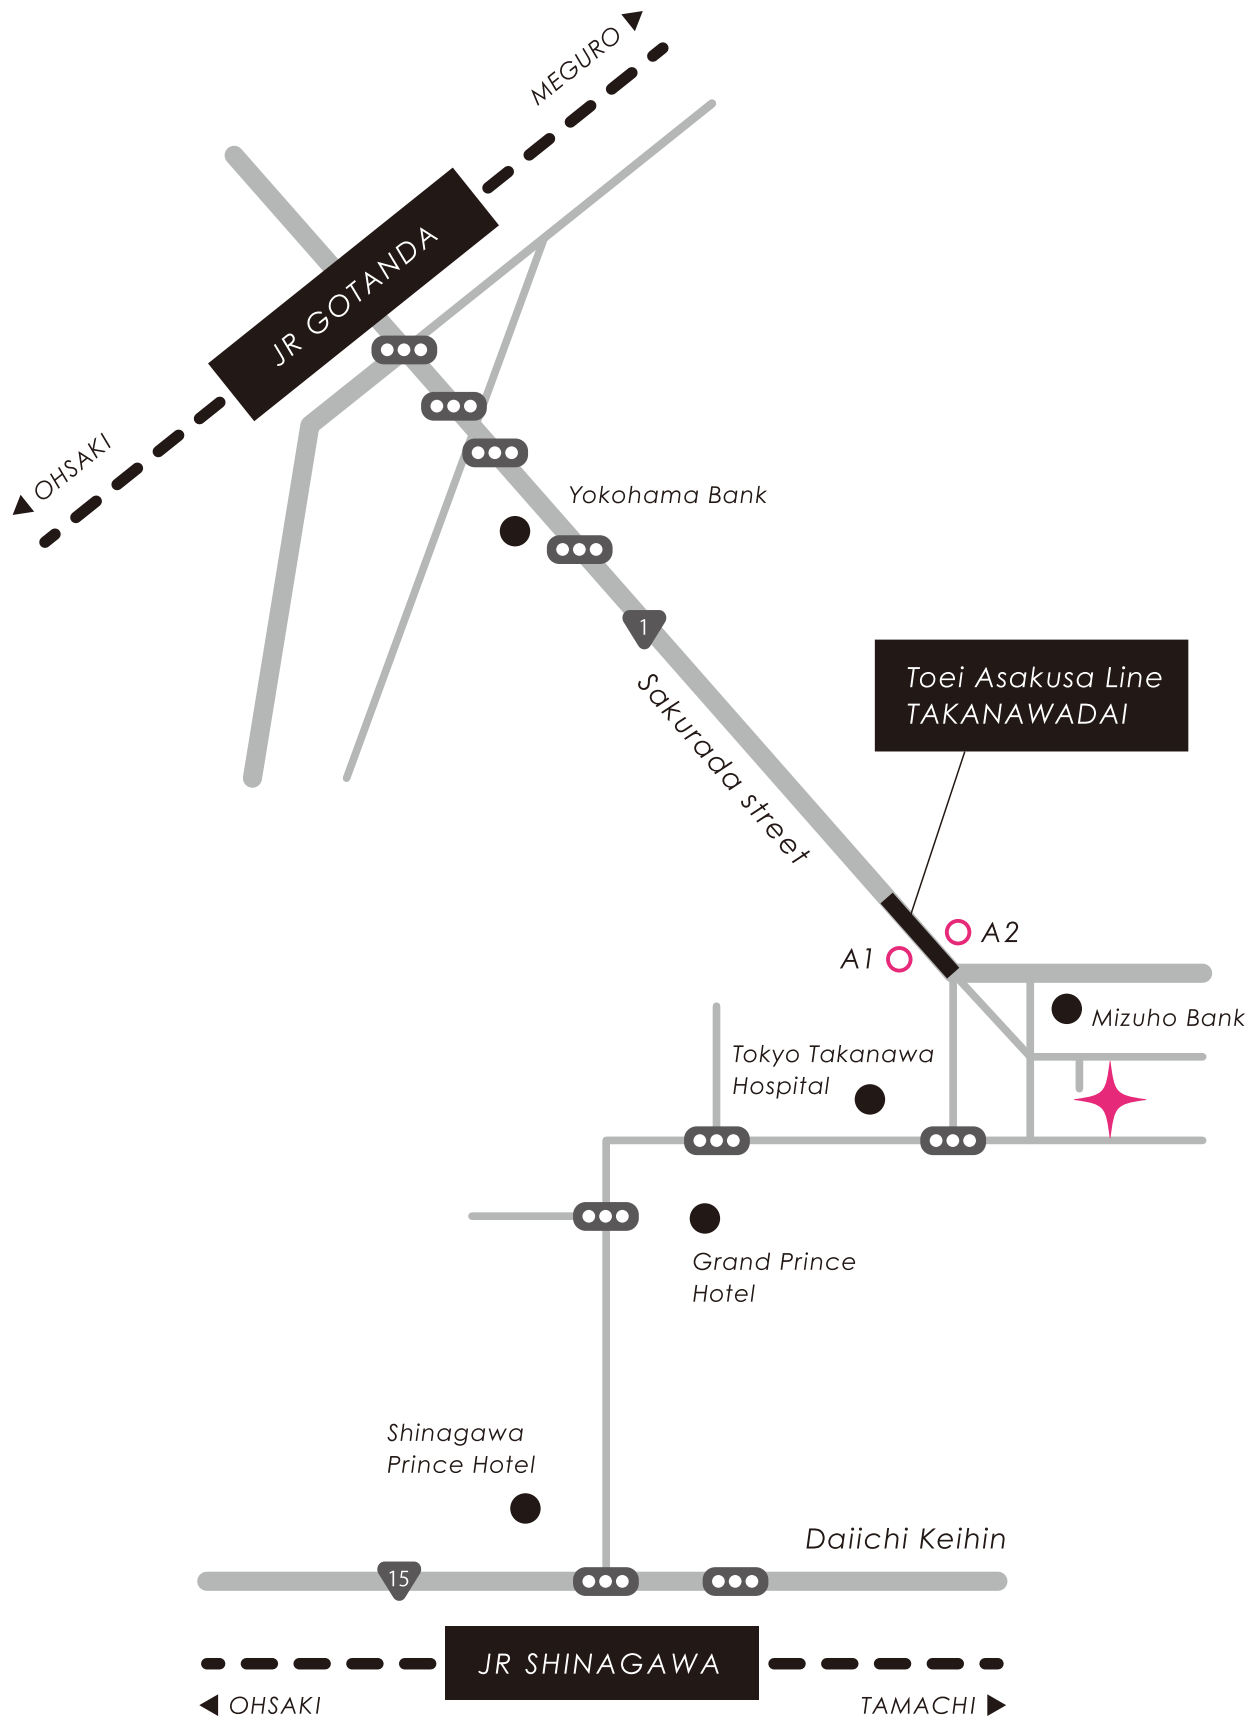 MEGURO
JR GOTANDA
OHSAKI
Yokohama Bank
1
Sakurada street
Toei Asakusa Line
TAKANAWADAI
A2
A1
Mizuho Bank
Tokyo Takanawa
Hospital
Grand Prince
Hotel
Shinagawa
Prince Hotel
Daiichi Keihin
15
JR SHINAGAWA
OHSAKI
TAMACHI